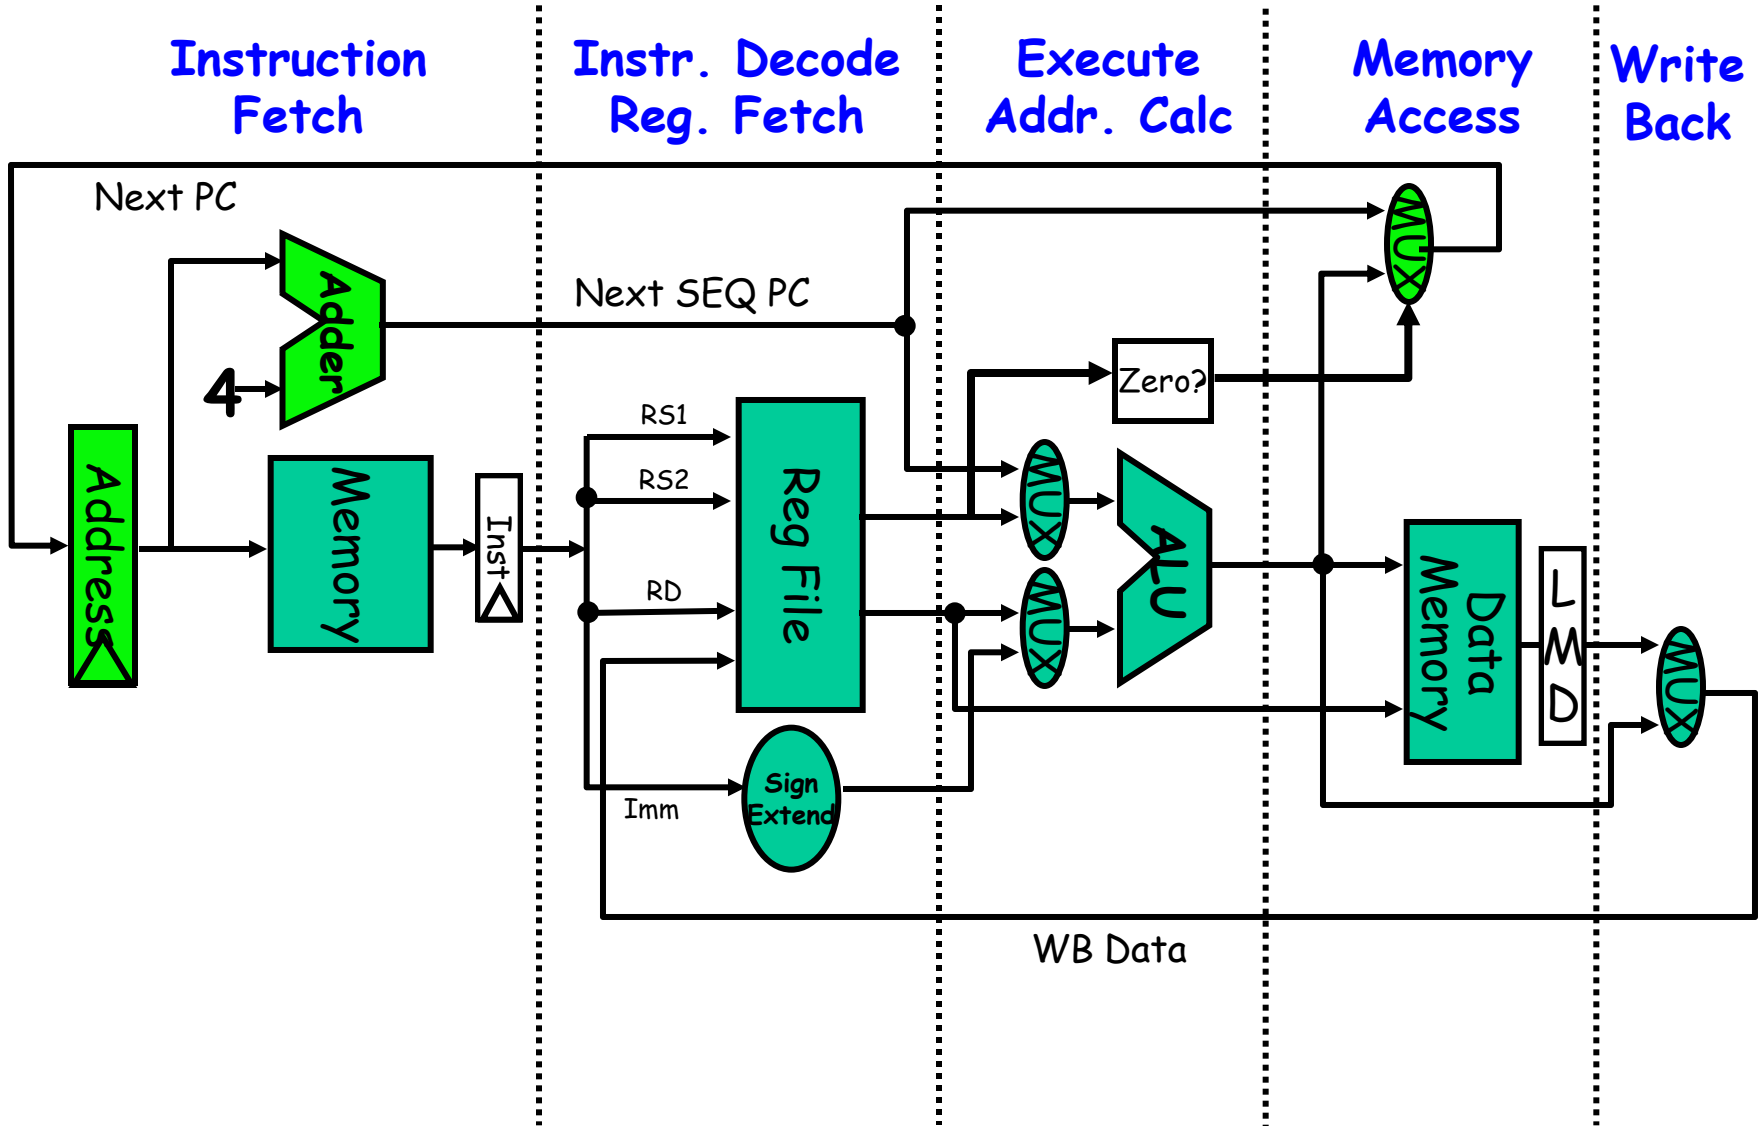 Instruction
Fetch
Instr. Decode
Reg. Fetch
Execute
Addr. Calc
Memory
Access
Write
Back
Next PC
Adder
4
Address
Memory
Inst
Next SEQ PC
RS1
RS2
RD
Imm
Reg File
Sign
Extend
Zero?
MUX
MUX
ALU
MUX
Data
Memory
L
M
D
MUX
WB Data